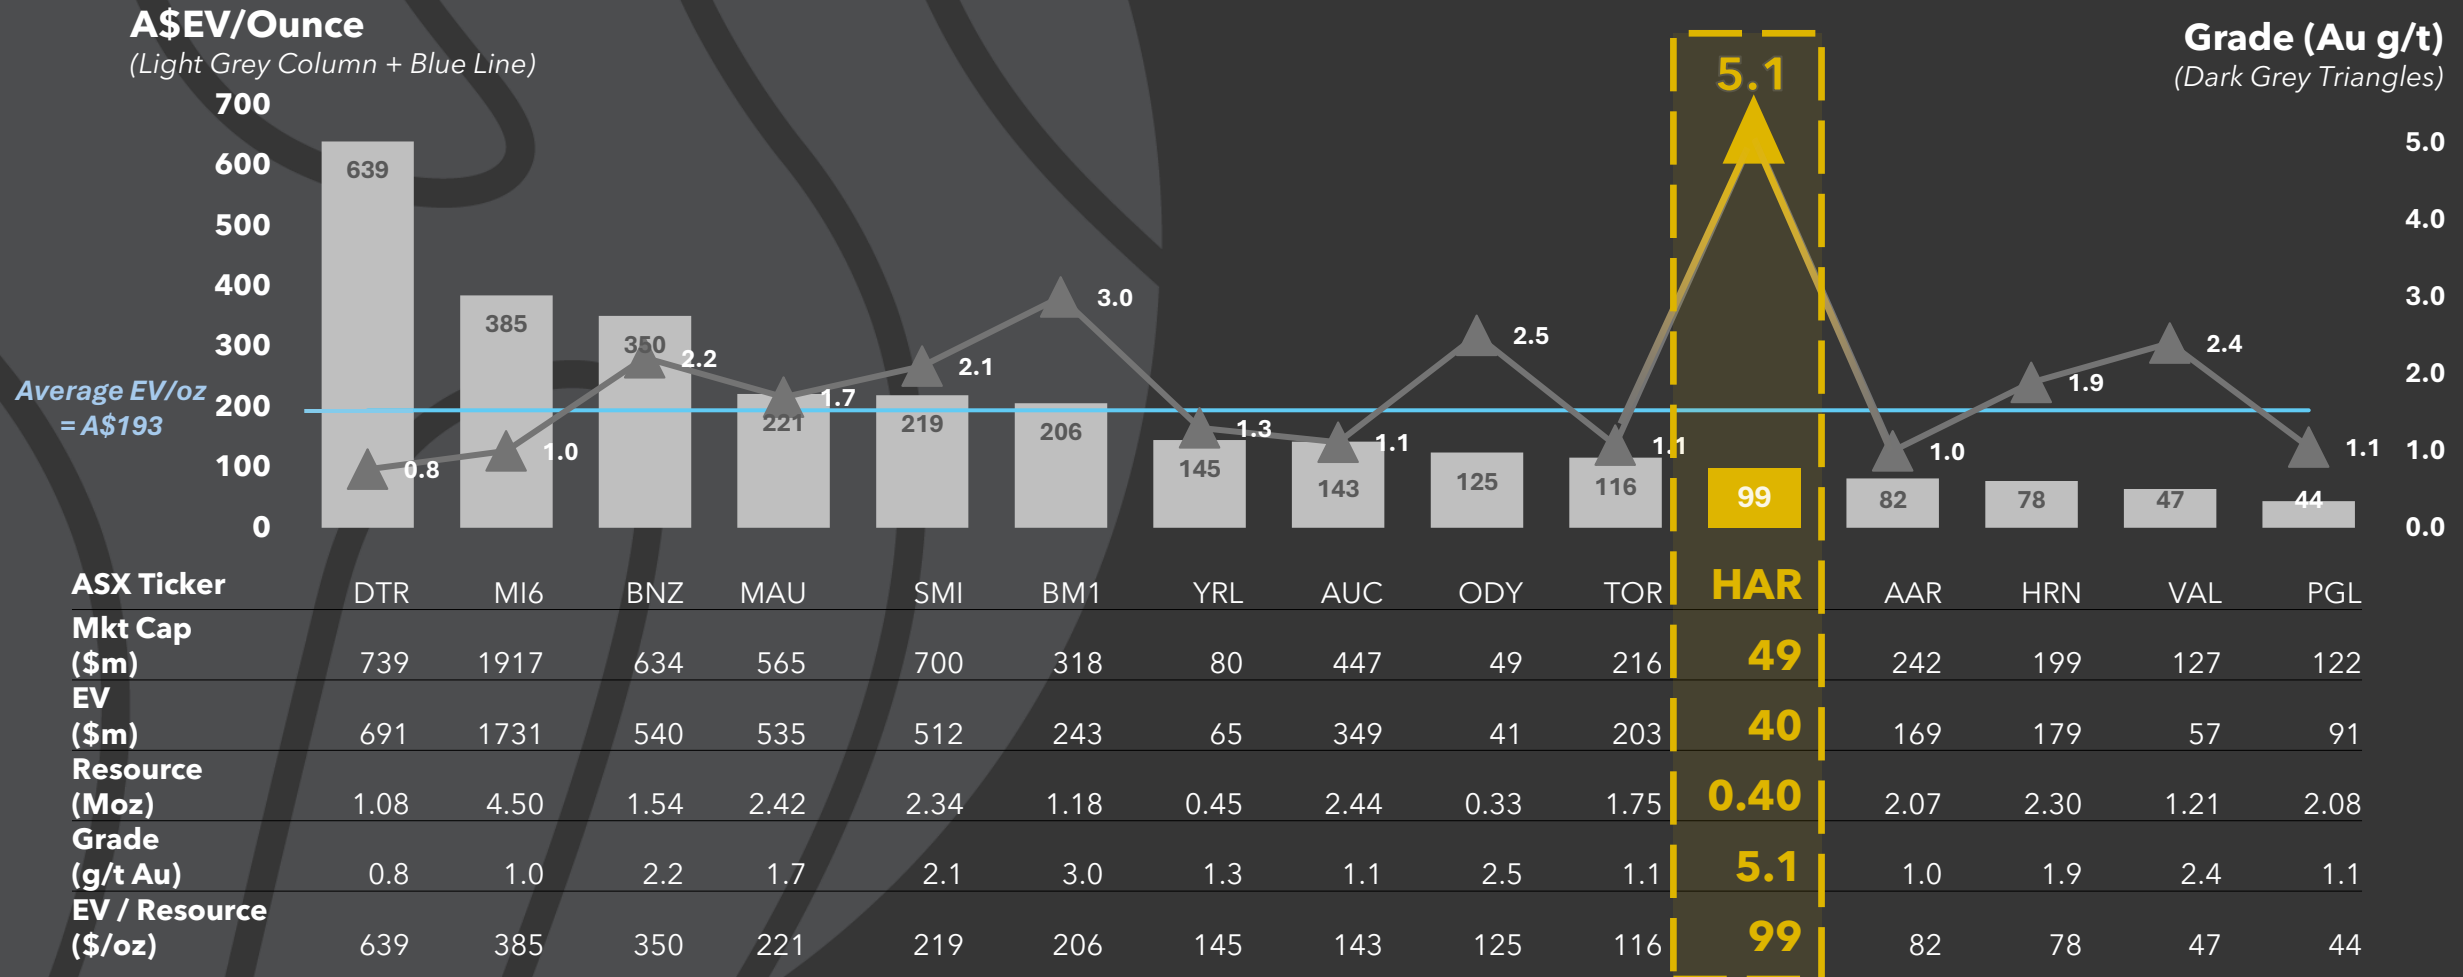 A$EV/Ounce
(Light Grey Column + Blue Line)
Grade (Au g/t)
(Dark Grey Triangles)
700
600
500
400
300
200
100
0
Average EV/oz
= A$193
5.0
4.0
3.0
2.0
1.0
0.0
639 385 350 221 219 206 145 143 125 116 99 82 78 47 44
0.8 1.0 2.2 1.7 2.1 3.0 1.3 1.1 2.5 1.1 5.1 1.0 1.9 2.4 1.1
ASX Ticker DTR MI6 BNZ MAU SMI BM1 YRL AUC ODY TOR HAR AAR HRN VAL PGL
Mkt Cap
($m) 739 1917 634 565 700 318 80 447 49 216 49 242 199 127 122
EV
($m) 691 1731 540 535 512 243 65 349 41 203 40 169 179 57 91
Resource
(Moz) 1.08 4.50 1.54 2.42 2.34 1.18 0.45 2.44 0.33 1.75 0.40 2.07 2.30 1.21 2.08
Grade
(g/t Au) 0.8 1.0 2.2 1.7 2.1 3.0 1.3 1.1 2.5 1.1 5.1 1.0 1.9 2.4 1.1
EV / Resource
($/oz) 639 385 350 221 219 206 145 143 125 116 99 82 78 47 44